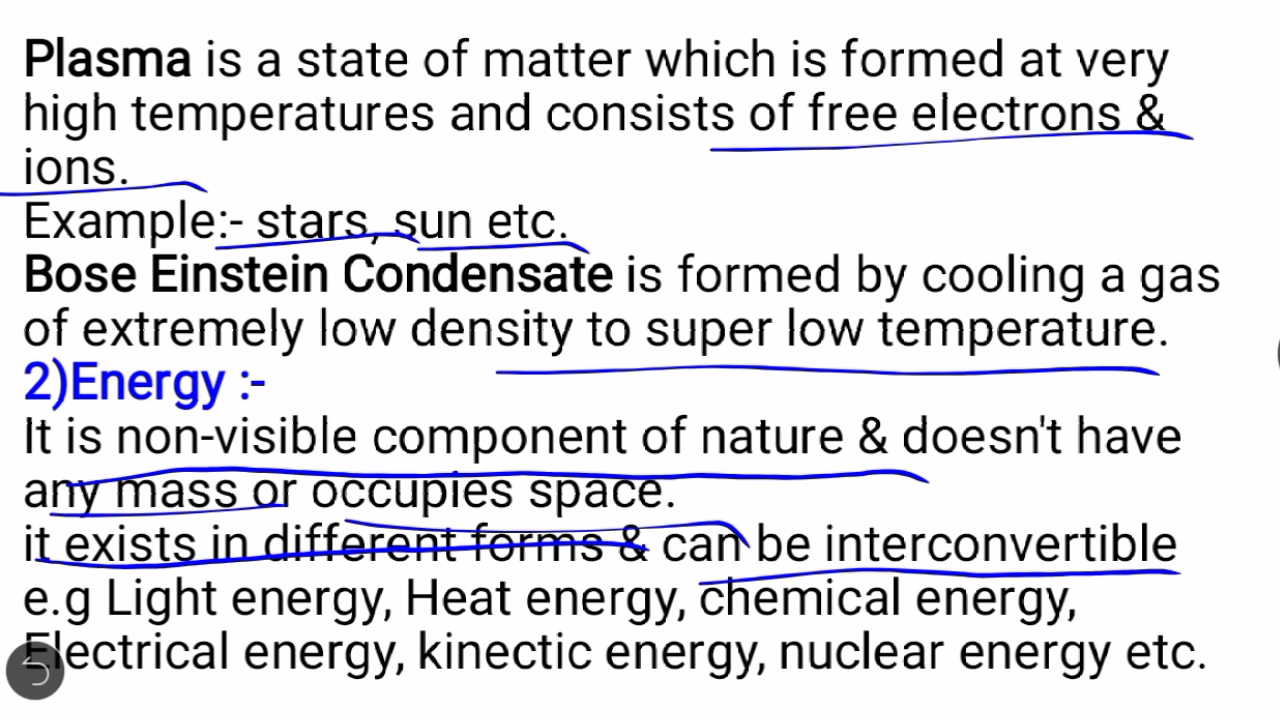 Plasma is a state of matter which is formed at very
high temperatures and consists of free electrons &
ions.
Example:- stars, sun etc.
Bose Einstein Condensate is formed by cooling a gas
of extremely low density to super low temperature.
2)Energy :-
It is non-visible component of nature & doesn't have
any mass or occupies space.
it exists in different forms & can be interconvertible
e.g Light energy, Heat energy, chemical energy,
Electrical energy, kinectic energy, nuclear energy etc.